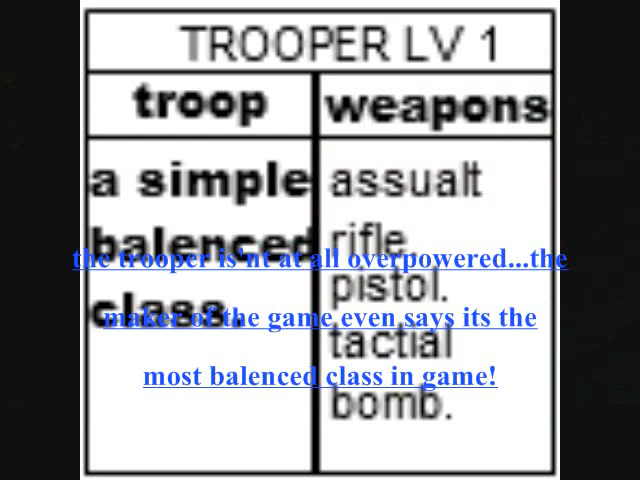 TROOPER LV 1
troop
weapons
a simple
balenced
class.
assualt
rifle.
pistol.
tactial
bomb.
the trooper is'nt at all overpowered...the
maker of the game even says its the
most balenced class in game!